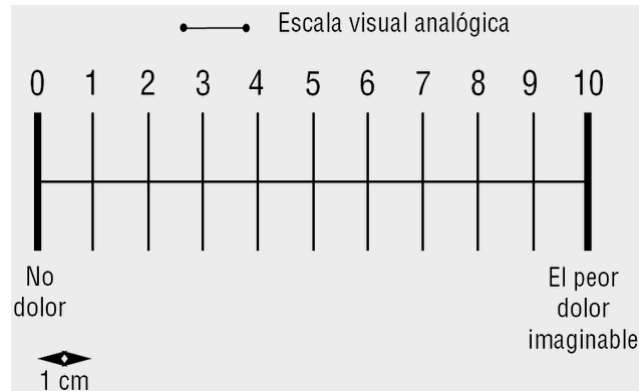 Escala visual analógica
0 1 2 3 4 5 6 7 8 9 10
No
dolor
El peor
dolor
imaginable
1 cm